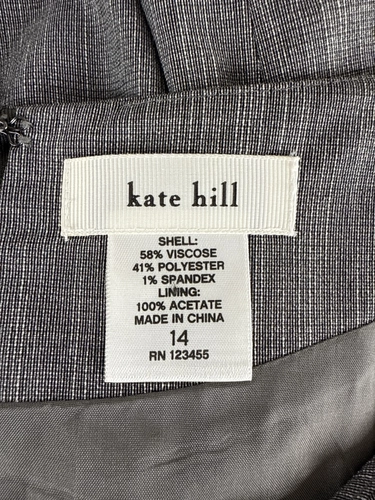 kate hill
SHELL:
58% VISCOSE
41% POLYESTER
1% SPANDEX
LINING:
100% ACETATE
MADE IN CHINA
14
RN 123455